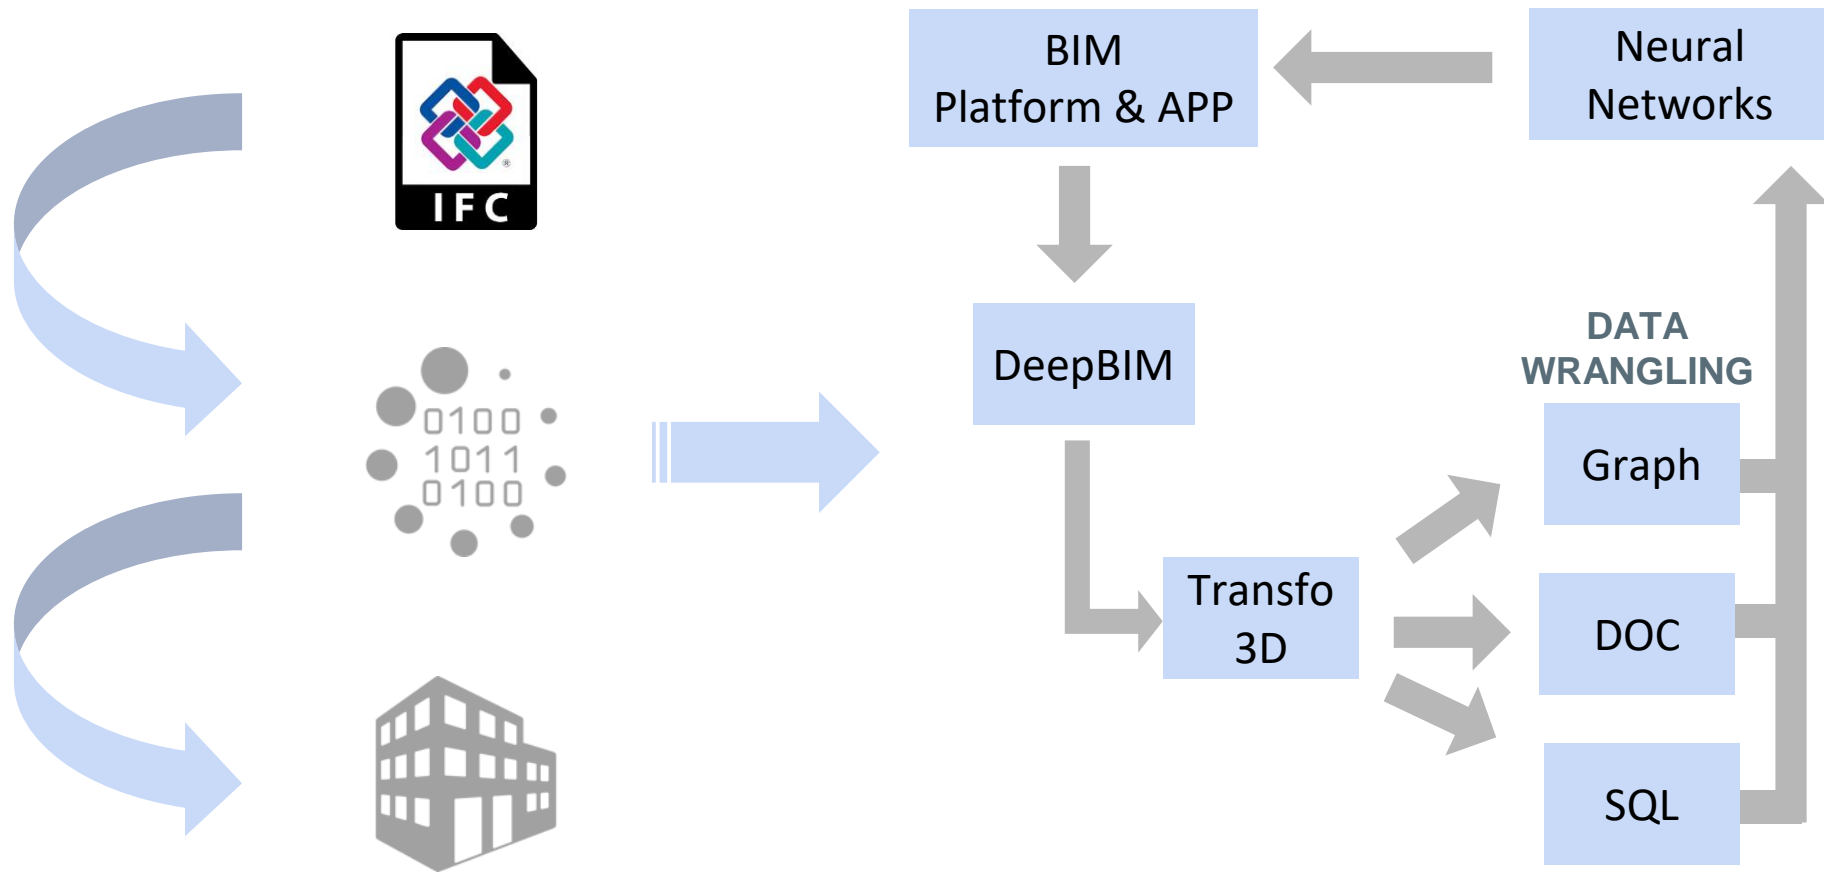 IFC
®
0100
1011
0100
BIM
Platform & APP
Neural
Networks
DeepBIM
DATA
WRANGLING
Graph
Transfo
3D
DOC
SQL